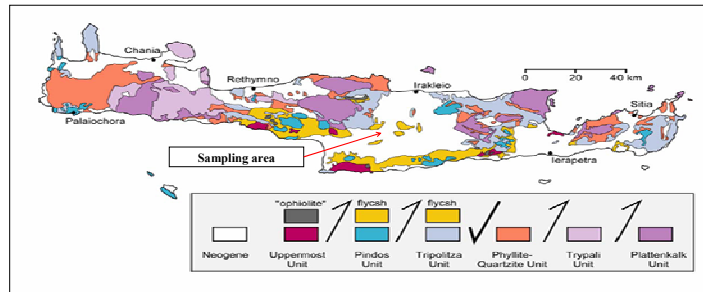 Chania
Rethymno
Irakleio
0 20 40 km
Sitia
Palaiochora
Sampling area
Ierapetra
"ophiolite" flycsh flycsh
Neogene Uppermost Pindos Tripolitza Phyllite- Trypali Plattenkalk
Unit Unit Unit Quartzite Unit Unit Unit